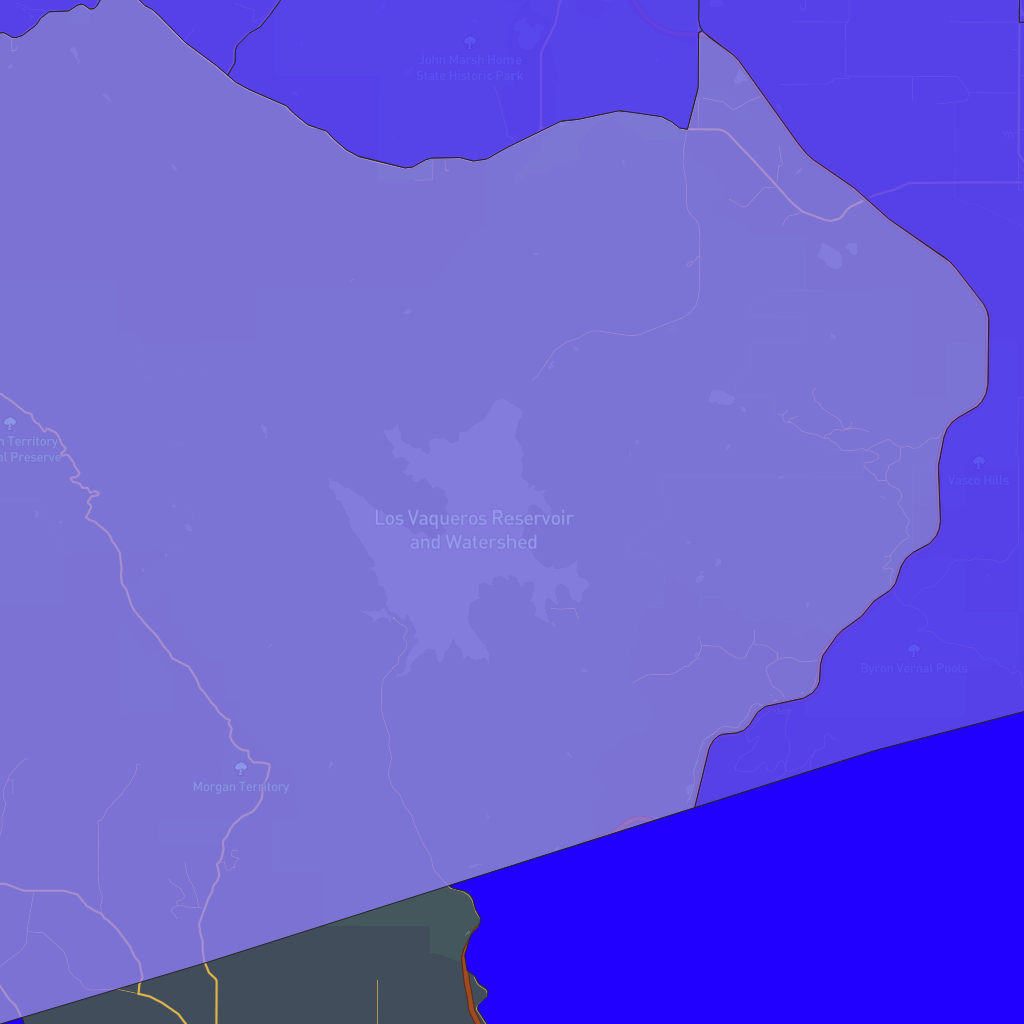 John Marsh Home
State Historic Park
n Territory
al Preserve
Vasco Hills
Los Vaqueros Reservoir
and Watershed
Byron Vernal Pools
Morgan Territory